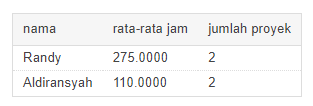 nama rata-rata jam jumlah proyek
Randy 275.0000 2
Aldiransyah 110.0000 2